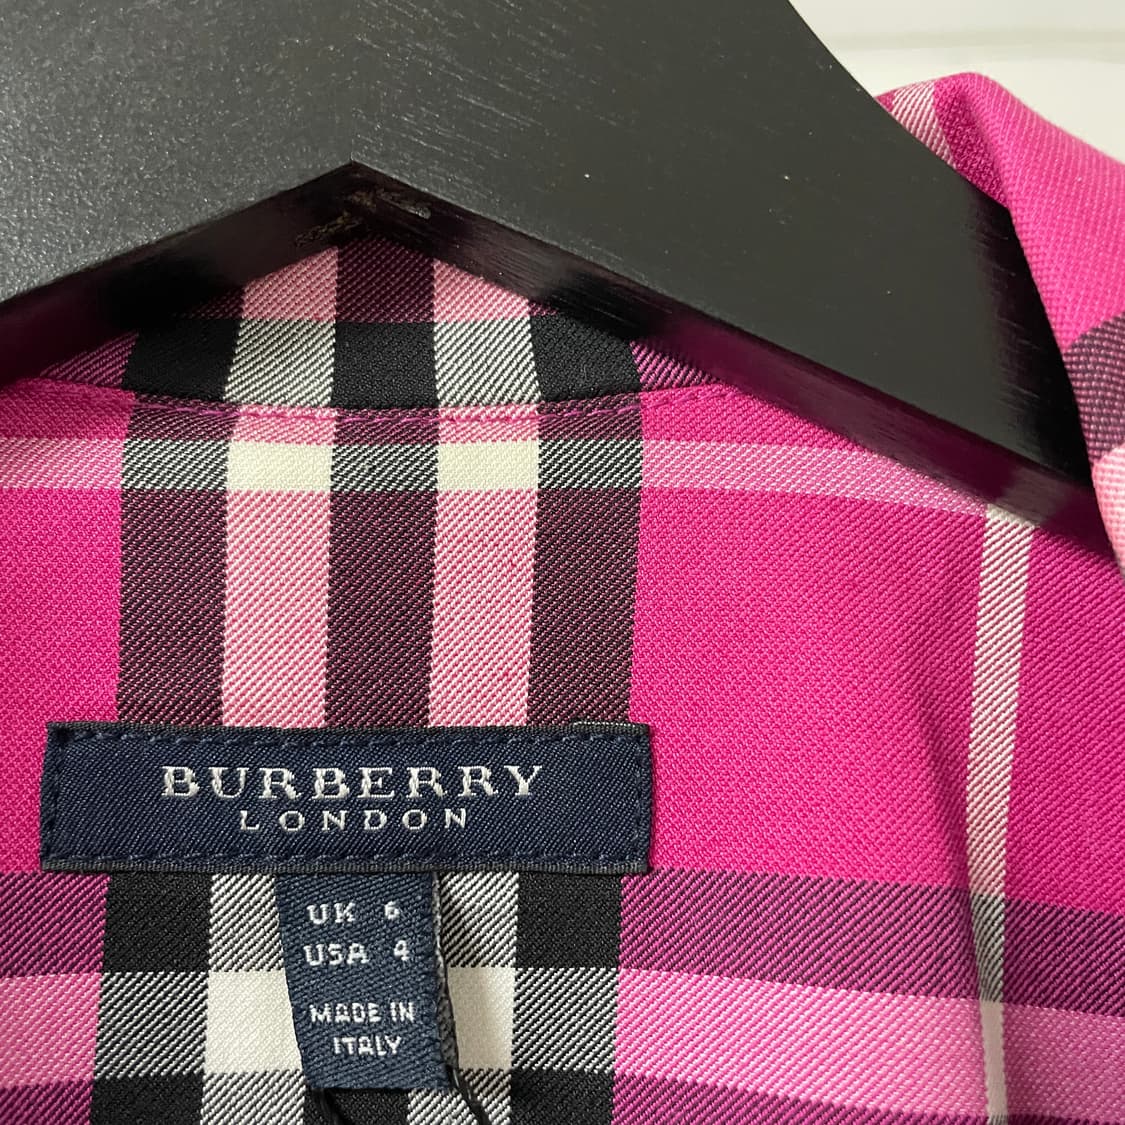 BURBERRY
LONDON
UK 6
USA 4
MADE IN
ITALY